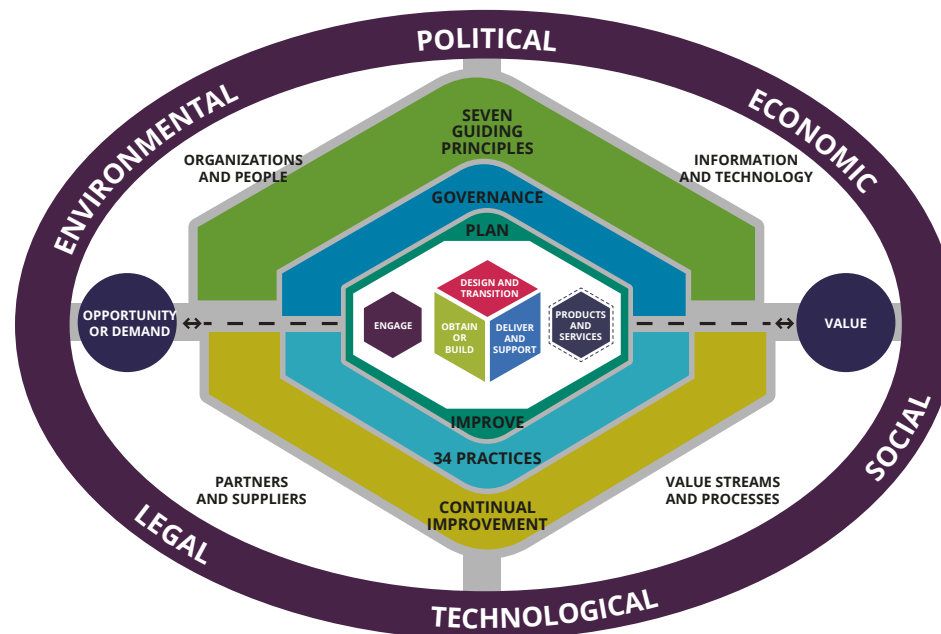 POLITICAL
ENVIRONMENTAL
ECONOMIC
SEVEN
GUIDING
PRINCIPLES
ORGANIZATIONS
AND PEOPLE
INFORMATION
AND TECHNOLOGY
GOVERNANCE
PLAN
DESIGN AND
TRANSITION
OPPORTUNITY
OR DEMAND
ENGAGE
OBTAIN
OR
BUILD
DELIVER
AND
SUPPORT
PRODUCTS
AND
SERVICES
VALUE
IMPROVE
34 PRACTICES
PARTNERS
AND SUPPLIERS
VALUE STREAMS
AND PROCESSES
CONTINUAL
IMPROVEMENT
SOCIAL
LEGAL
TECHNOLOGICAL